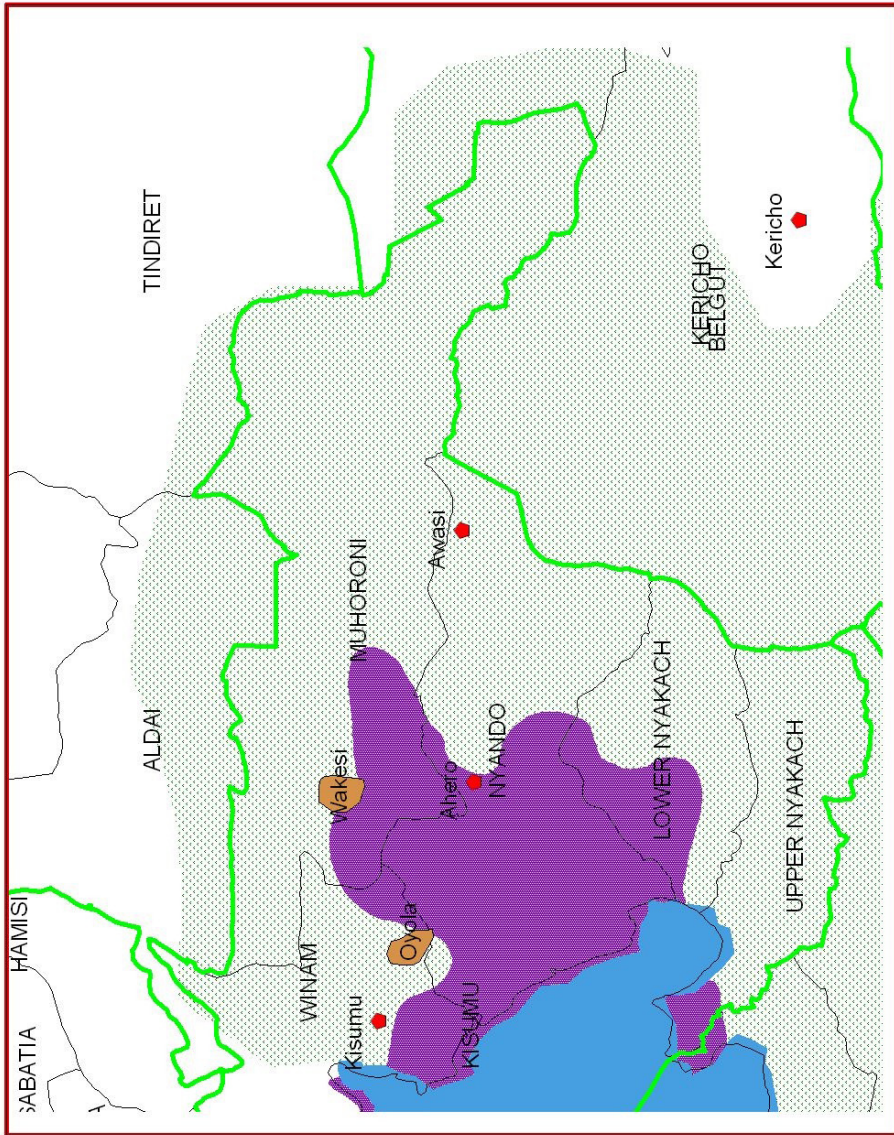 HAMISI
SABATIA
A
ALDAI
TINDIRET
WINAM
Wakesi
Kisumu
MUHORONI
Oyola
Awasi
Ahero
KISUMU
NYANDO
LOWER NYAKACH
KERICHO
BELGUT
Kericho
UPPER NYAKACH